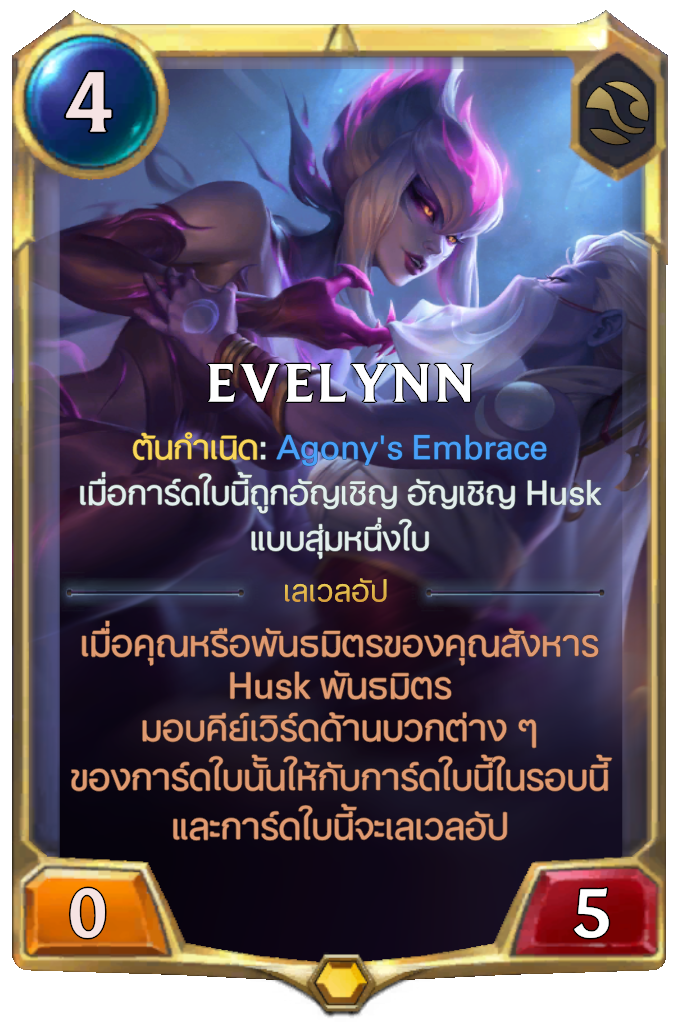 4
EVELYNN
ต้นกำเนิด: Agony's Embrace
เมื่อการ์ดใบนี้ถูกอัญเชิญ อัญเชิญ Husk
แบบสุ่มหนึ่งใบ
เลเวลอัป
เมื่อคุณหรือพันธมิตรของคุณสังหาร
Husk พันธมิตร
มอบคีย์เวิร์ดด้านบวกต่าง ๆ
ของการ์ดใบนั้นให้กับการ์ดใบนี้ในรอบนี้
และการ์ดใบนี้จะเลเวลอัป
0
5